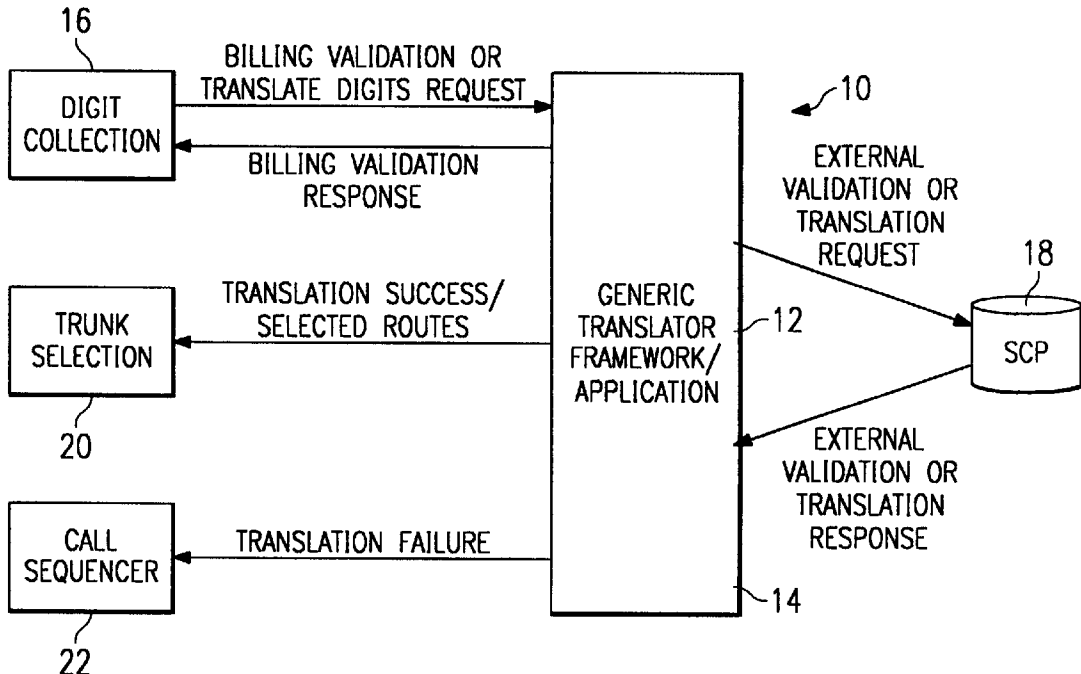 16
BILLING VALIDATION OR
TRANSLATE DIGITS REQUEST
DIGIT
COLLECTION
BILLING VALIDATION
RESPONSE
10
EXTERNAL
VALIDATION OR
TRANSLATION
REQUEST
18
SCP
TRANSLATION SUCCESS/
SELECTED ROUTES
TRUNK
SELECTION
20
GENERIC
TRANSLATOR
FRAMEWORK/
APPLICATION
12
EXTERNAL
VALIDATION OR
TRANSLATION
RESPONSE
CALL
SEQUENCER
TRANSLATION FAILURE
14
22